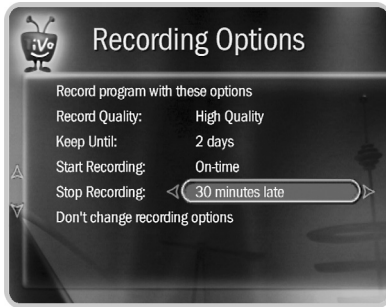 TiVo
Recording Options
Record program with these options
Record Quality: High Quality
Keep Until: 2 days
Start Recording: On-time
Stop Recording: 30 minutes late
Don't change recording options